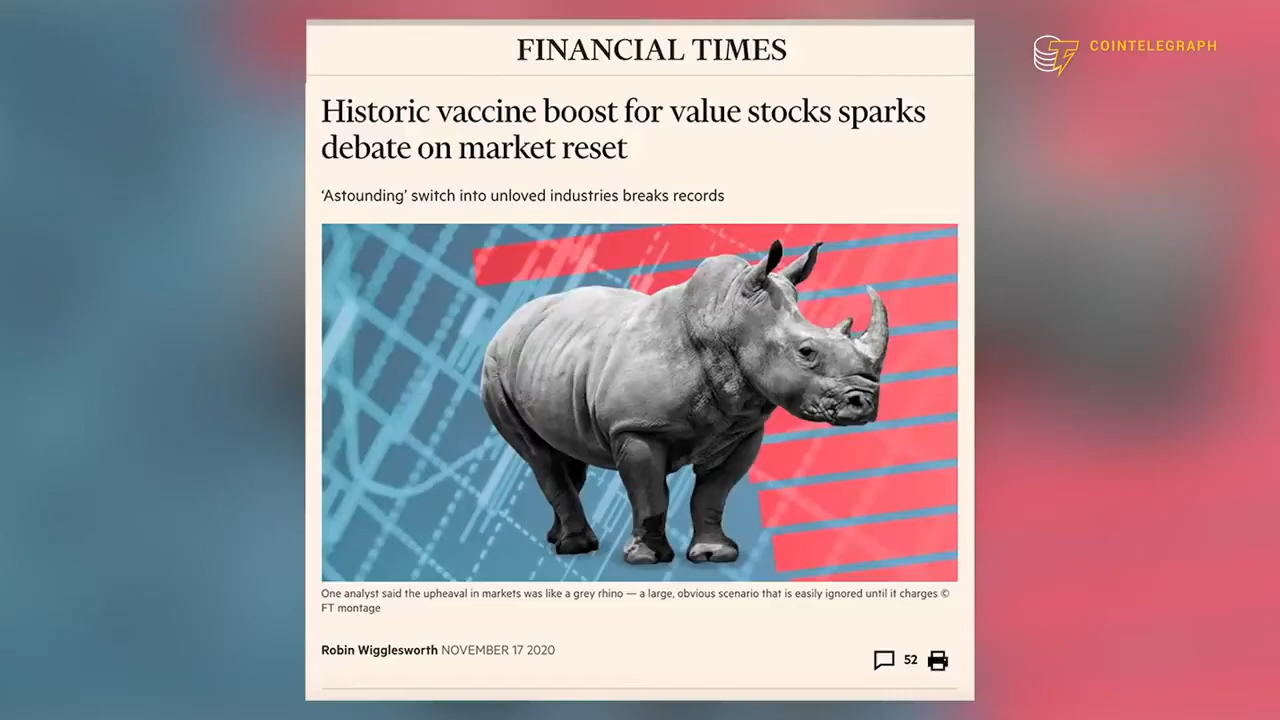 COINTELEGRAPH
FINANCIAL TIMES
Historic vaccine boost for value stocks sparks
debate on market reset
‘Astounding’ switch into unloved industries breaks records
One analyst said the upheaval in markets was like a grey rhino — a large, obvious scenario that is easily ignored until it charges ©
FT montage
Robin Wigglesworth NOVEMBER 17 2020
52